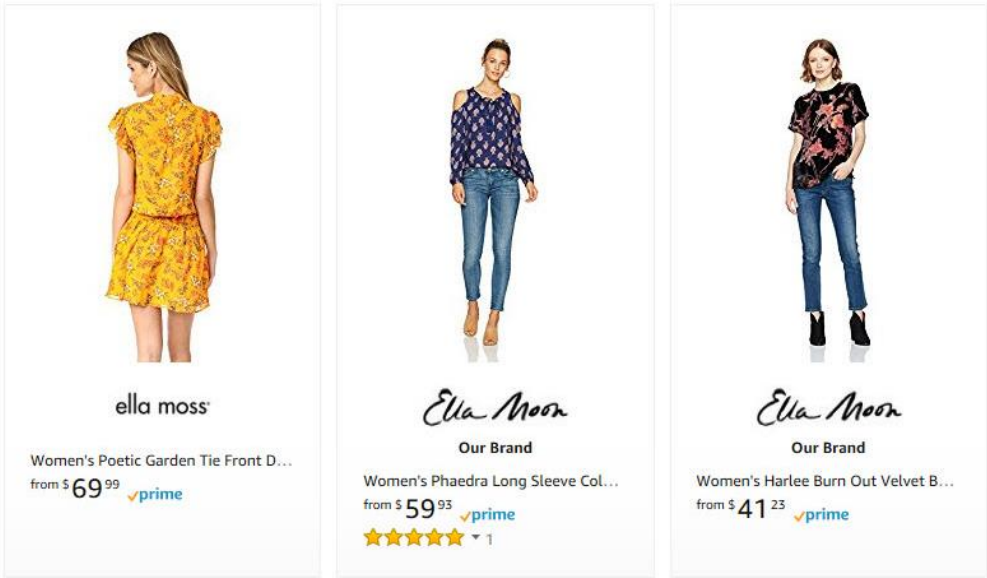 ella moss
Women's Poetic Garden Tie Front D...
from $69 99 prime
Ella Moon
Our Brand
Women's Phaedra Long Sleeve Col...
from $59 93 prime
1
Ella Moon
Our Brand
Women's Harlee Burn Out Velvet B...
from $41 23 prime